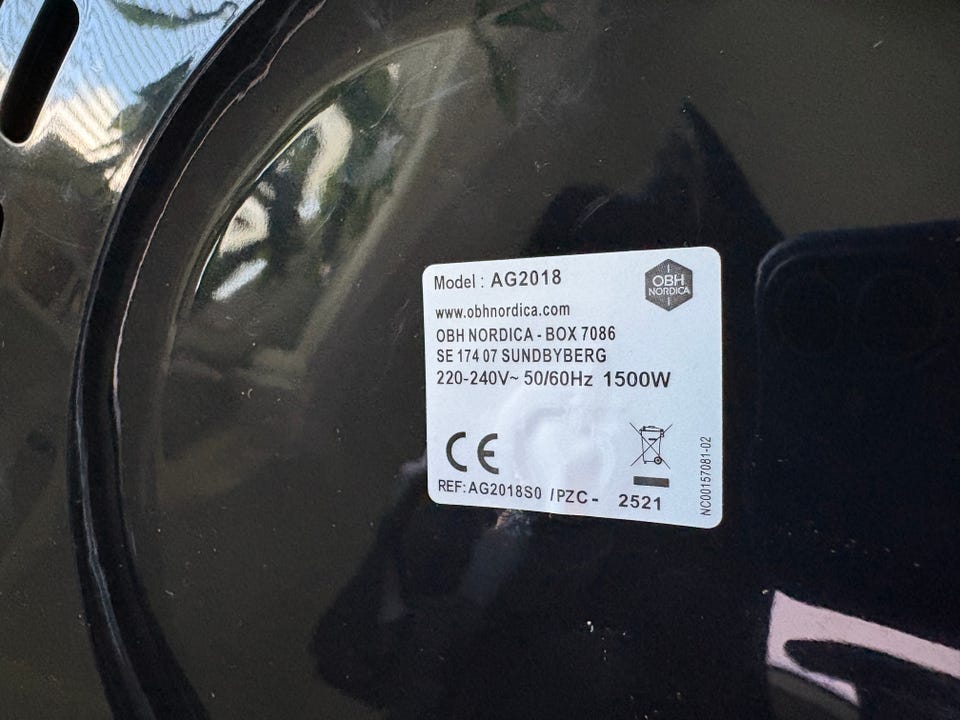 Model : AG2018
OBH
NORDICA
www.obhnordica.com
OBH NORDICA - BOX 7086
SE 174 07 SUNDBYBERG
220-240V~ 50/60Hz 1500W
CE
REF: AG2018S0 /PZC - 2521
NC00157081-02